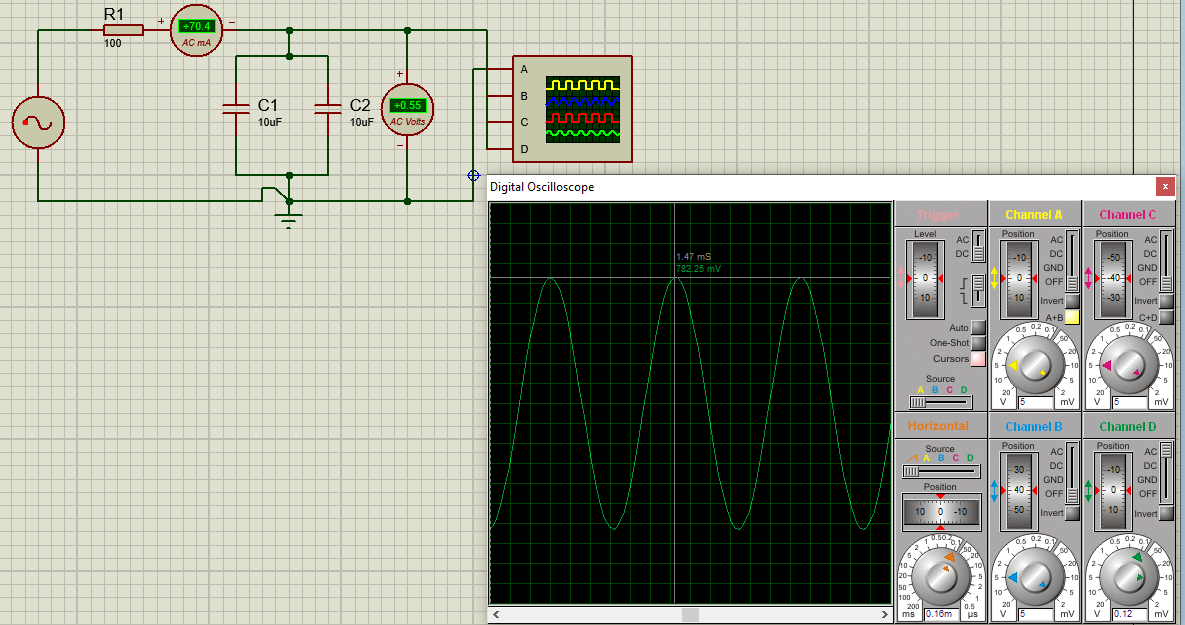 R1
100
+
+70.4
AC mA
−
C1
10uF
C2
10uF
+
+0.55
AC Volts
−
A
B
C
D
Digital Oscilloscope
x
1.47 mS
782.25 mV
Trigger
Level
-10
0
10
AC
DC
Auto
One-Shot
Cursors
Source
A B C D
Channel A
Position
-10
0
10
AC
DC
GND
OFF
Invert
A+B
5 2 1 0.5 0.2 0.1 50 20 10 5 2
10
20
V
5
mV
Channel C
Position
-50
-40
-30
AC
DC
GND
OFF
Invert
C+D
5 2 1 0.5 0.2 0.1 50 20 10 5 2
10
20
V
5
mV
Horizontal
Source
A B C D
Position
10 0 -10
200 100 50 20 10 5 2 1 0.5 0.2 0.1 50 20 10 5 2 1 0.5
ms
0.16m
µs
Channel B
Position
30
40
50
AC
DC
GND
OFF
Invert
5 2 1 0.5 0.2 0.1 50 20 10 5 2
10
20
V
5
mV
Channel D
Position
-10
0
10
AC
DC
GND
OFF
Invert
5 2 1 0.5 0.2 0.1 50 20 10 5 2
10
20
V
0.12
mV